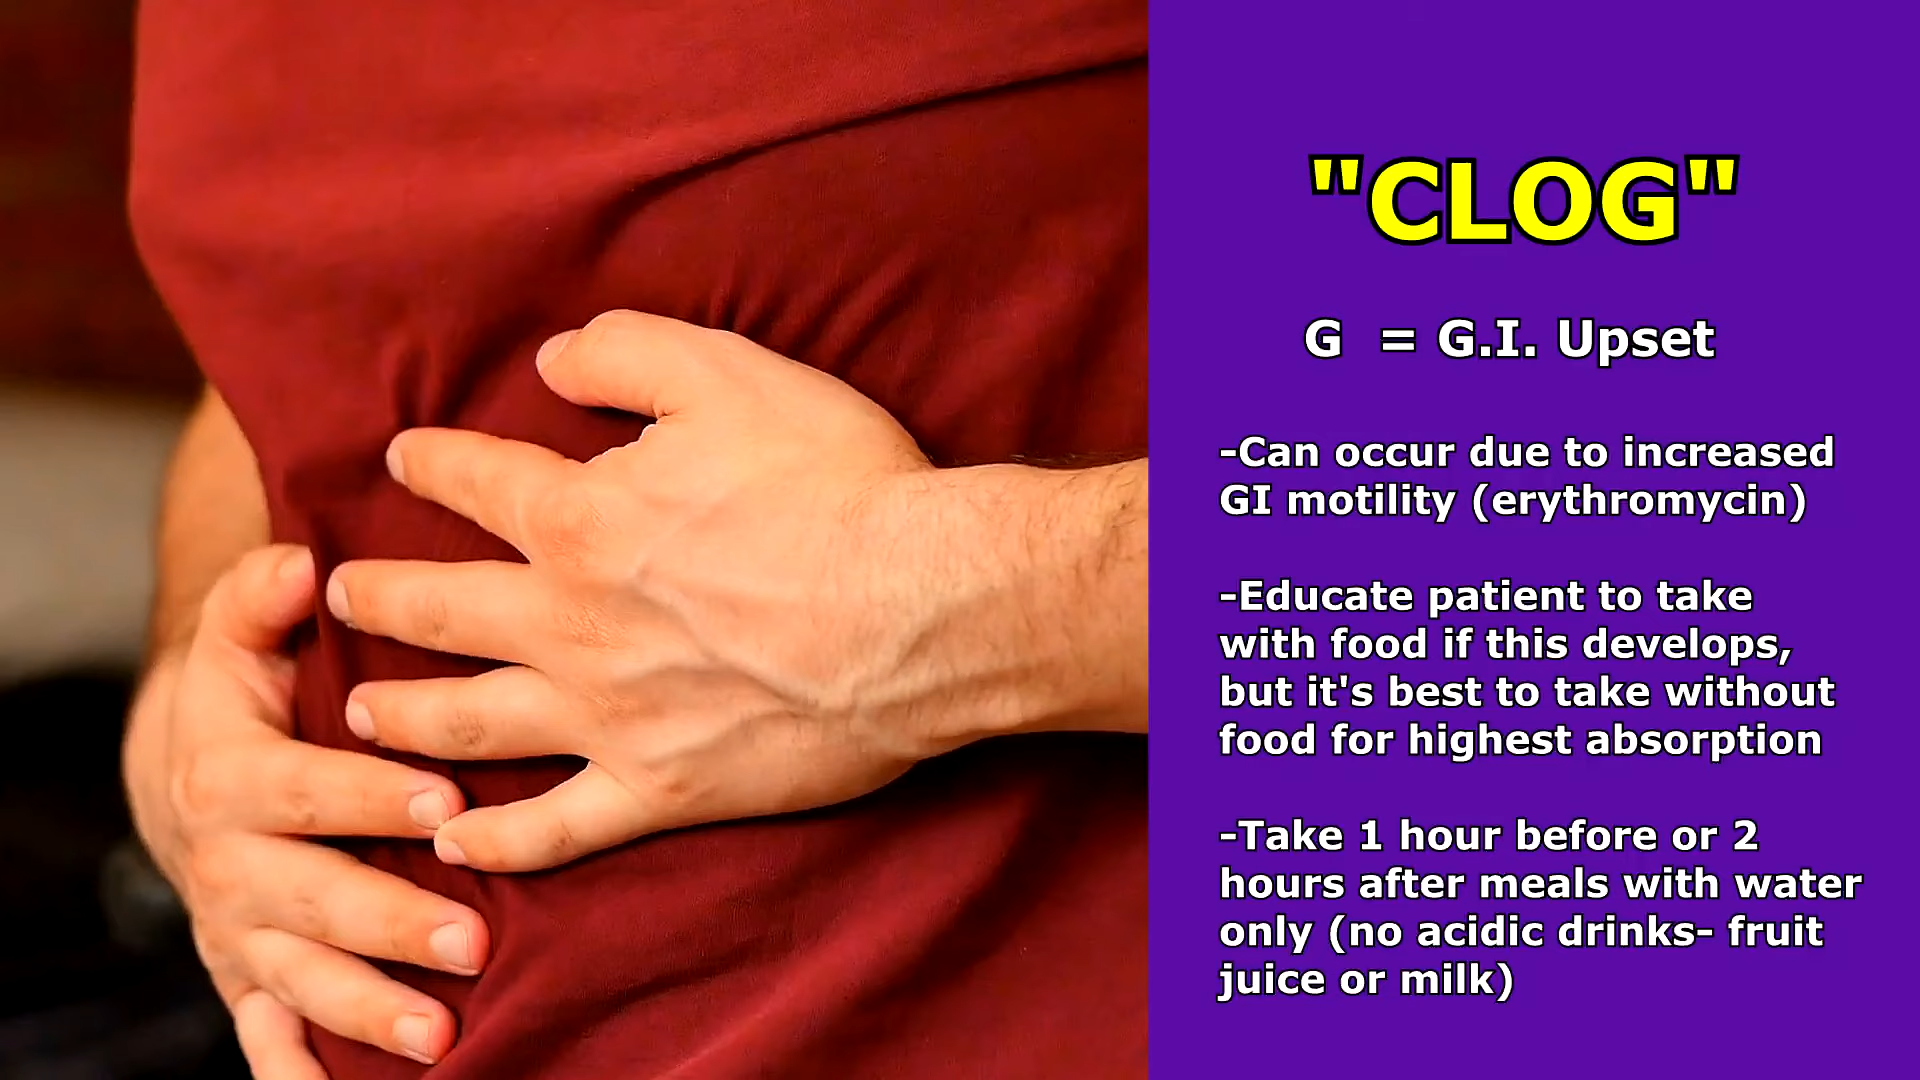 "CLOG"
G = G.I. Upset
-Can occur due to increased
GI motility (erythromycin)
-Educate patient to take
with food if this develops,
but it's best to take without
food for highest absorption
-Take 1 hour before or 2
hours after meals with water
only (no acidic drinks- fruit
juice or milk)